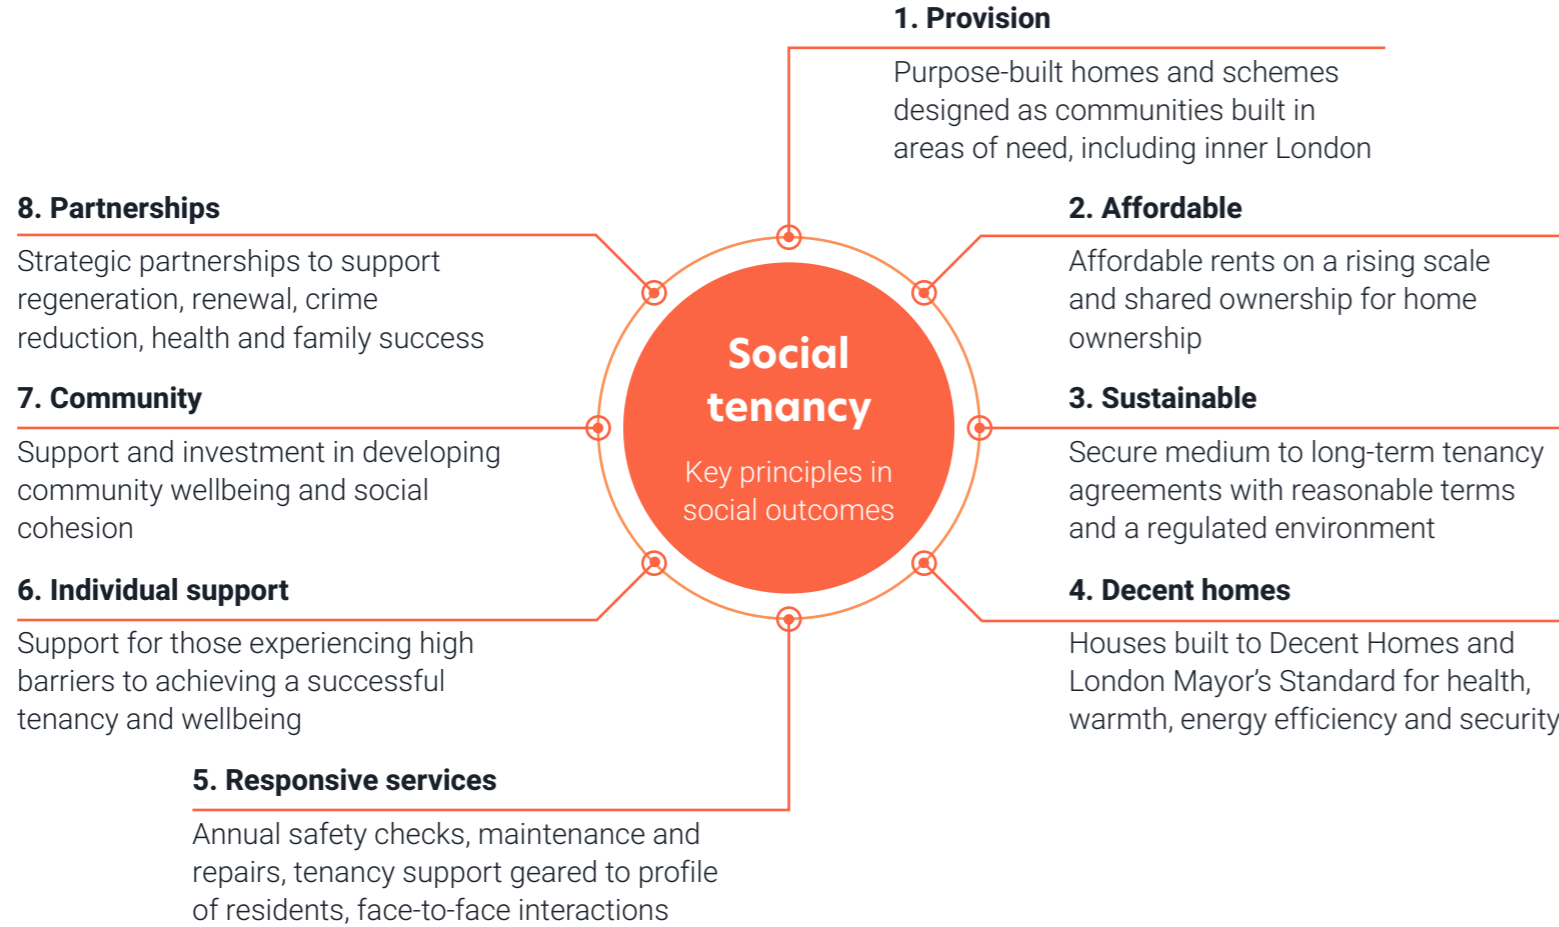 1. Provision
Purpose-built homes and schemes
designed as communities built in
areas of need, including inner London
2. Affordable
Affordable rents on a rising scale
and shared ownership for home
ownership
3. Sustainable
Secure medium to long-term tenancy
agreements with reasonable terms
and a regulated environment
4. Decent homes
Houses built to Decent Homes and
London Mayor’s Standard for health,
warmth, energy efficiency and security
5. Responsive services
Annual safety checks, maintenance and
repairs, tenancy support geared to profile
of residents, face-to-face interactions
6. Individual support
Support for those experiencing high
barriers to achieving a successful
tenancy and wellbeing
7. Community
Support and investment in developing
community wellbeing and social
cohesion
8. Partnerships
Strategic partnerships to support
regeneration, renewal, crime
reduction, health and family success
Social
tenancy
Key principles in
social outcomes